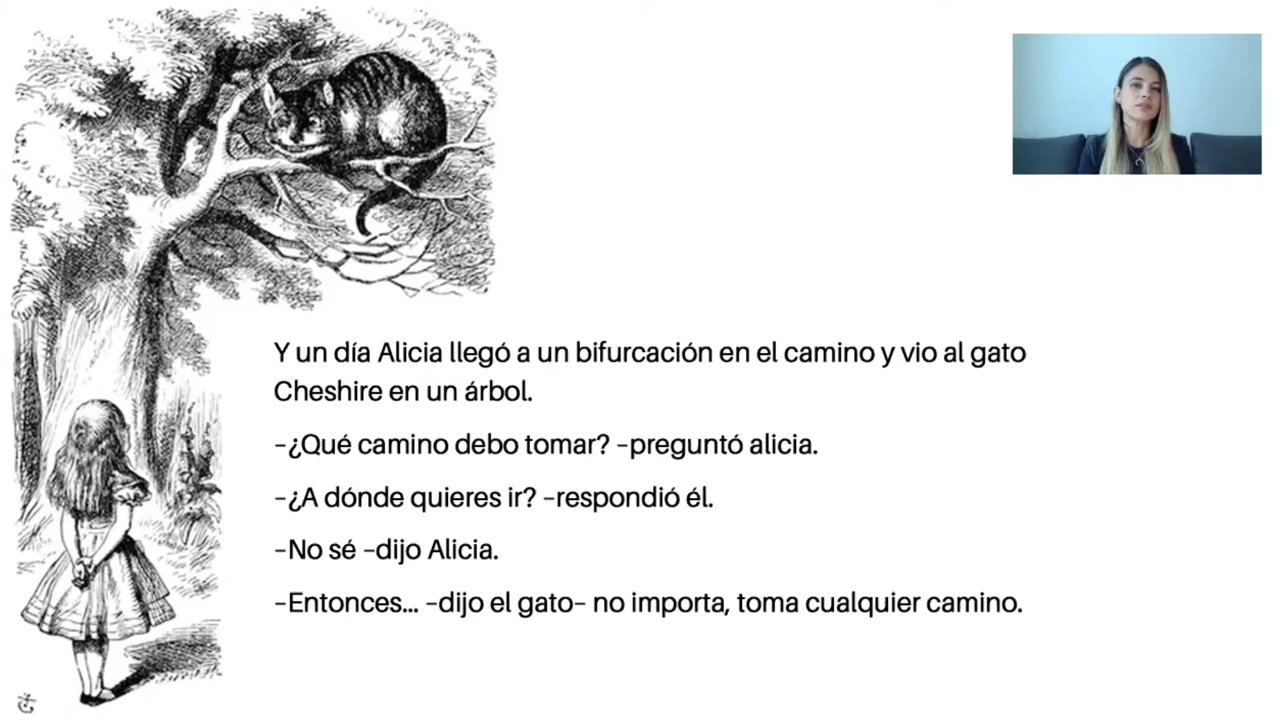 Y un día Alicia llegó a un bifurcación en el camino y vio al gato
Cheshire en un árbol.
–¿Qué camino debo tomar? –preguntó alicia.
–¿A dónde quieres ir? –respondió él.
–No sé –dijo Alicia.
–Entonces... –dijo el gato– no importa, toma cualquier camino.